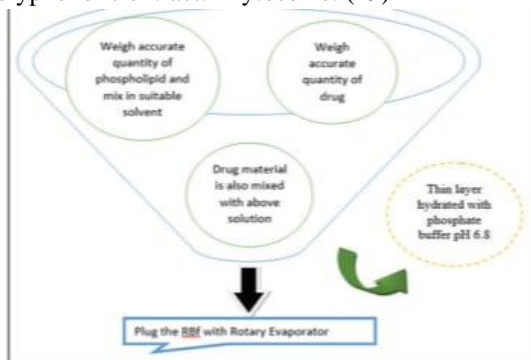 Weigh accurate
quantity of
phospholipid and
mix in suitable
solvent
Weigh
accurate
quantity of
drug
Drug material
is also mixed
with above
solution
Thin layer
hydrated with
phosphate
buffer pH 6.8
Plug the RBf with Rotary Evaporator